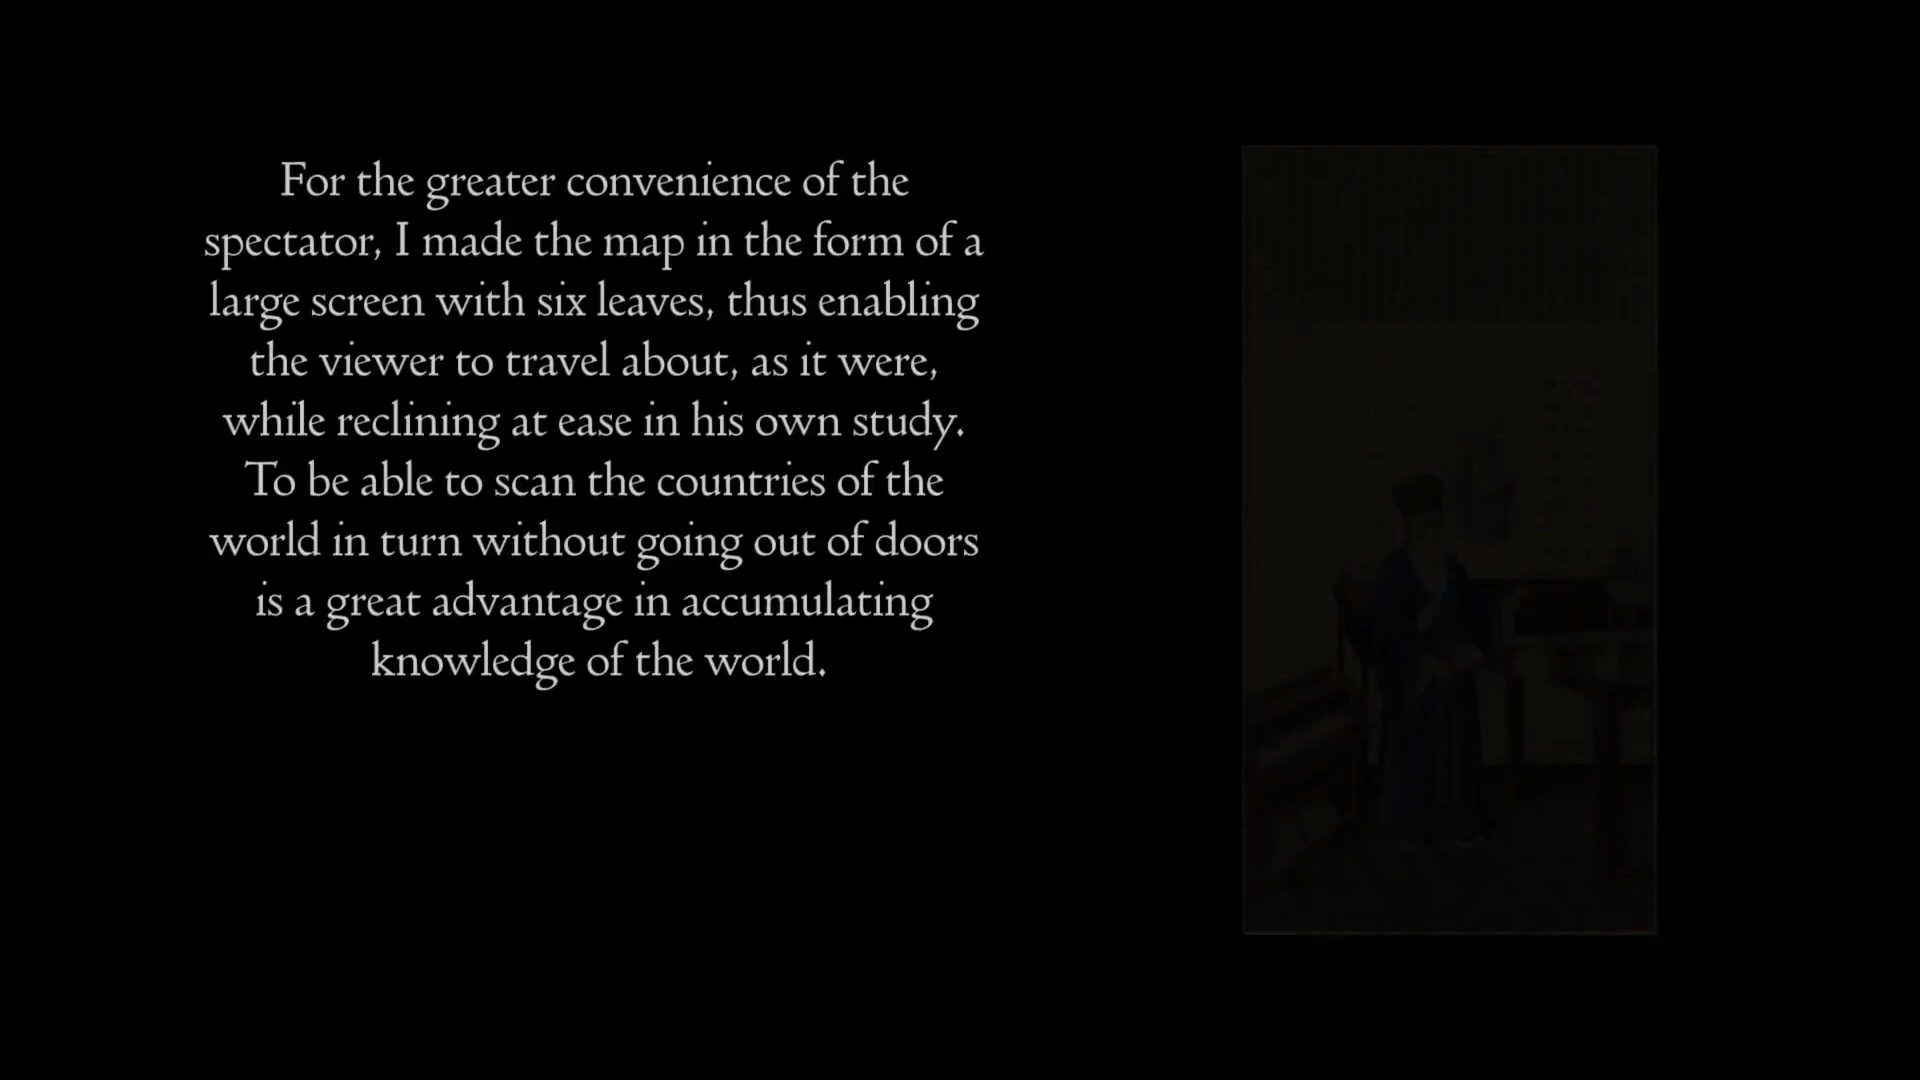 For the greater convenience of the
spectator, I made the map in the form of a
large screen with six leaves, thus enabling
the viewer to travel about, as it were,
while reclining at ease in his own study.
To be able to scan the countries of the
world in turn without going out of doors
is a great advantage in accumulating
knowledge of the world.